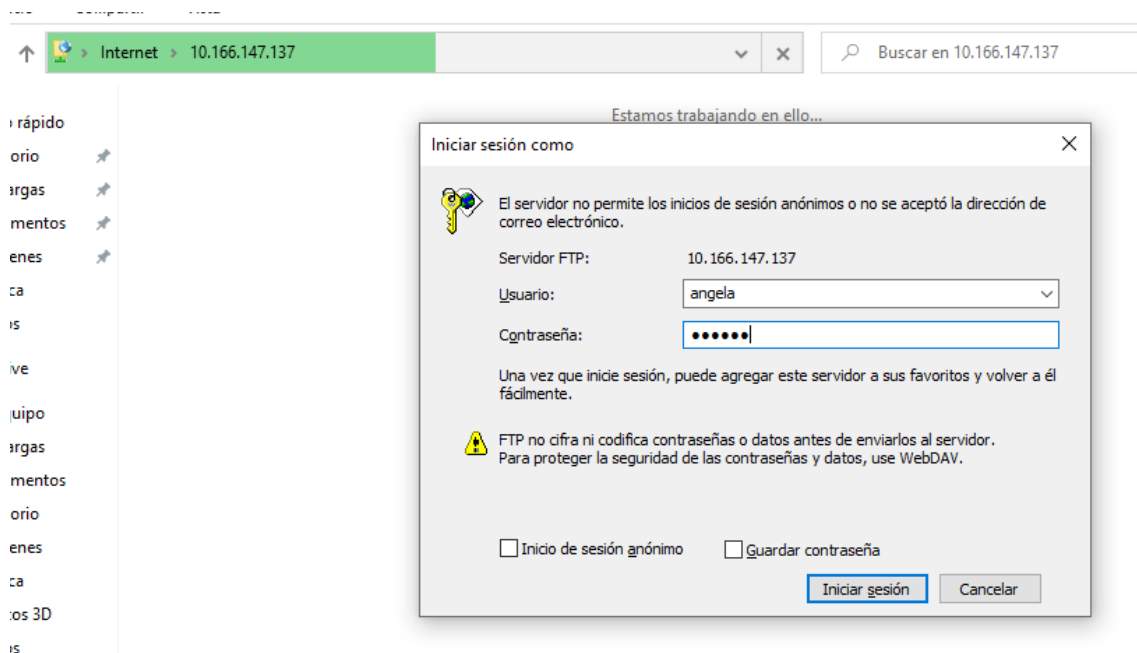 Internet > 10.166.147.137
Buscar en 10.166.147.137
Estamos trabajando en ello...
rápido
orio
argas
mentos
enes
ca
os
ive
uipo
argas
mentos
orio
enes
ca
tos 3D
os
Iniciar sesión como
El servidor no permite los inicios de sesión anónimos o no se aceptó la dirección de
correo electrónico.
Servidor FTP: 10.166.147.137
Usuario: angela
Contraseña: ••••••
Una vez que inicie sesión, puede agregar este servidor a sus favoritos y volver a él
fácilmente.
FTP no cifra ni codifica contraseñas o datos antes de enviarlos al servidor.
Para proteger la seguridad de las contraseñas y datos, use WebDAV.
Inicio de sesión anónimo
Guardar contraseña
Iniciar sesión
Cancelar